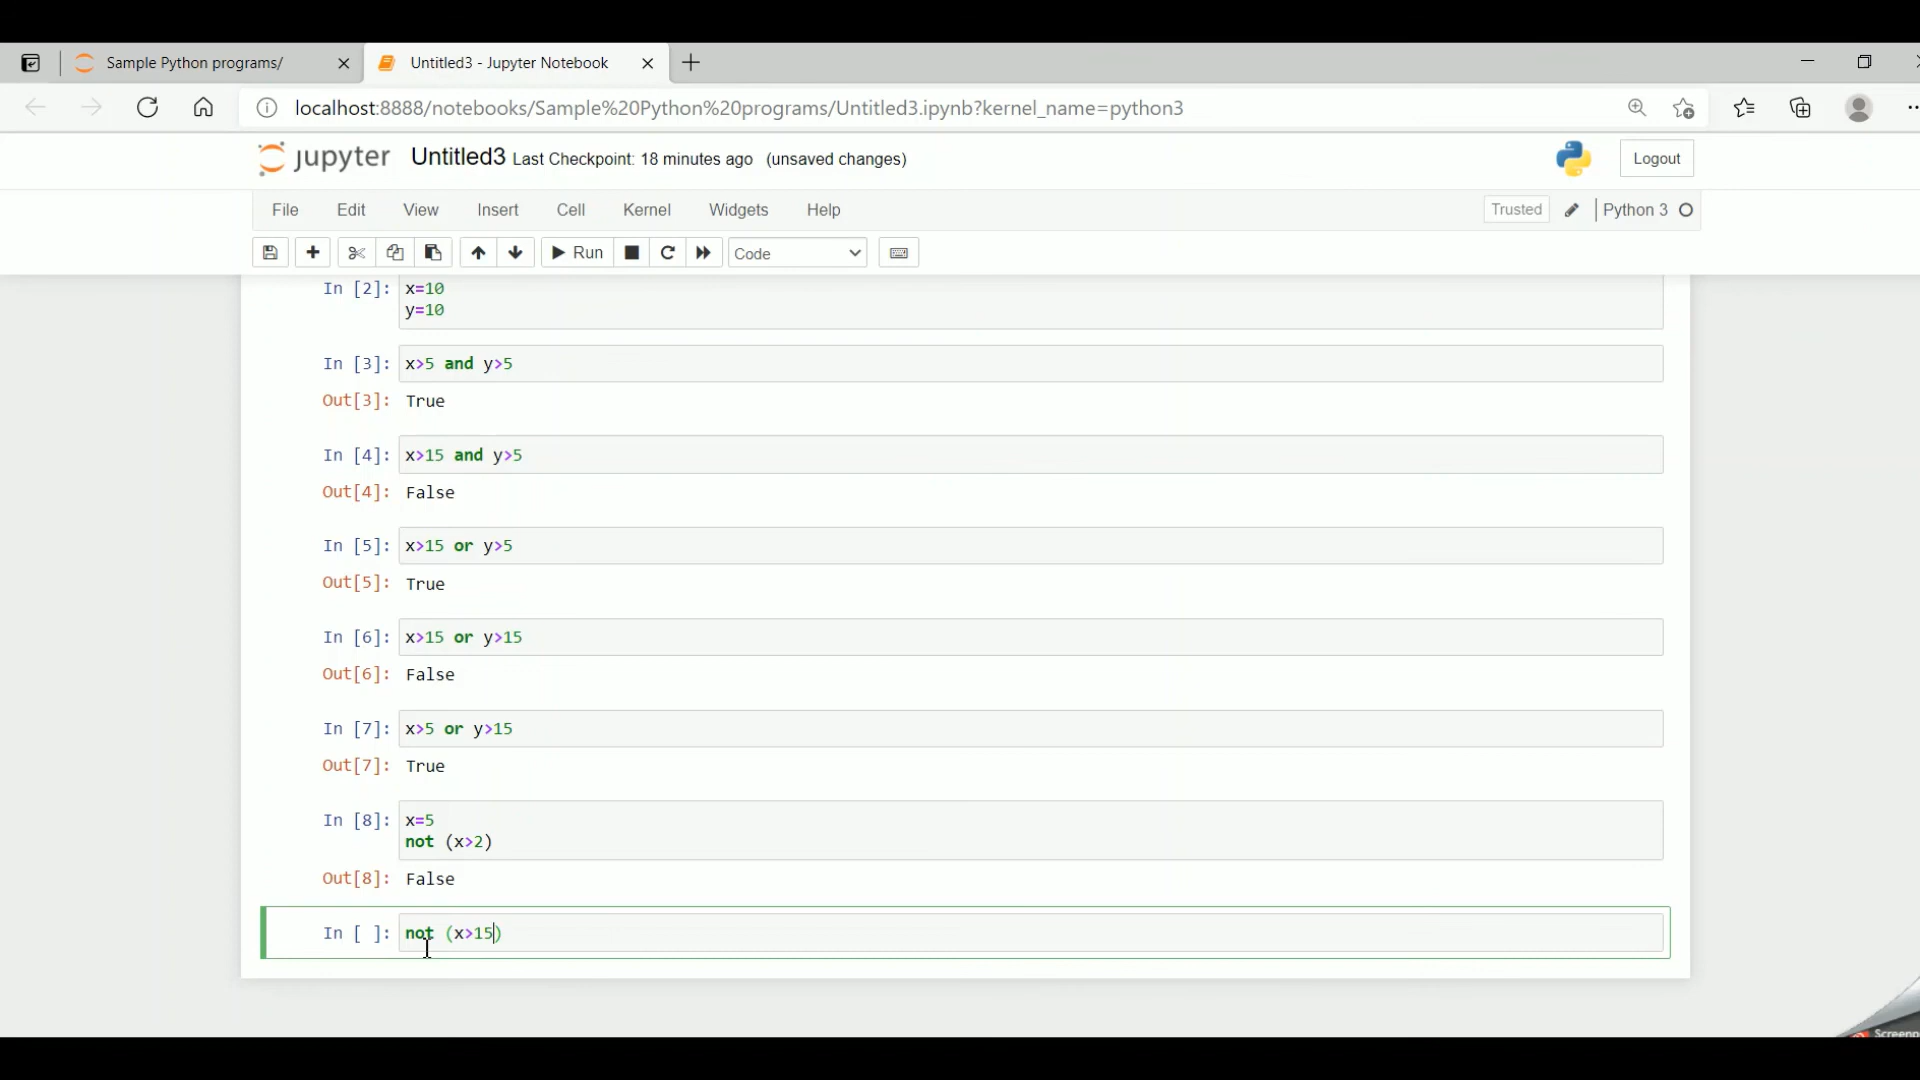 Sample Python programs/
Untitled3 - Jupyter Notebook
localhost:8888/notebooks/Sample%20Python%20programs/Untitled3.ipynb?kernel_name=python3
jupyter Untitled3 Last Checkpoint: 18 minutes ago (unsaved changes)
Logout
File Edit View Insert Cell Kernel Widgets Help
Trusted Python 3
Run Code
In [2]: x=10
y=10
In [3]: x>5 and y>5
Out[3]: True
In [4]: x>15 and y>5
Out[4]: False
In [5]: x>15 or y>5
Out[5]: True
In [6]: x>15 or y>15
Out[6]: False
In [7]: x>5 or y>15
Out[7]: True
In [8]: x=5
not (x>2)
Out[8]: False
In [ ]: not (x>15)